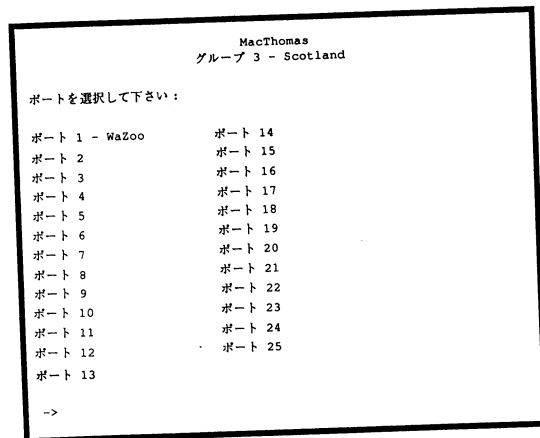 MacThomas
グループ 3 - Scotland
ポートを選択して下さい：
ポート 1 - WaZoo
ポート 2
ポート 3
ポート 4
ポート 5
ポート 6
ポート 7
ポート 8
ポート 9
ポート 10
ポート 11
ポート 12
ポート 13
ポート 14
ポート 15
ポート 16
ポート 17
ポート 18
ポート 19
ポート 20
ポート 21
ポート 22
ポート 23
ポート 24
ポート 25
->